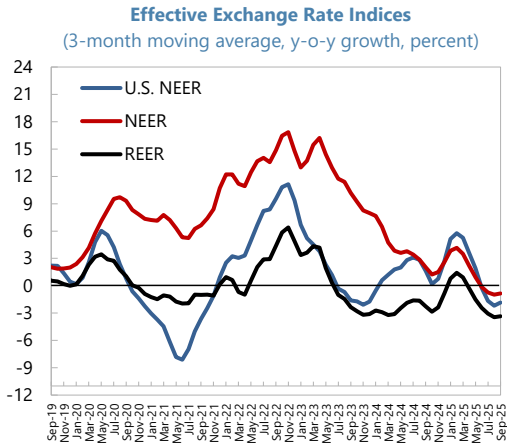 Effective Exchange Rate Indices
(3-month moving average, y-o-y growth, percent)
24
21
18
15
12
9
6
3
0
-3
-6
-9
-12
U.S. NEER
NEER
REER
Sep-19
Nov-19
Jan-20
Mar-20
May-20
Jul-20
Sep-20
Nov-20
Jan-21
Mar-21
May-21
Jul-21
Sep-21
Nov-21
Jan-22
Mar-22
May-22
Jul-22
Sep-22
Nov-22
Jan-23
Mar-23
May-23
Jul-23
Sep-23
Nov-23
Jan-24
Mar-24
May-24
Jul-24
Sep-24
Nov-24
Jan-25
Mar-25
May-25
Jul-25
Sep-25